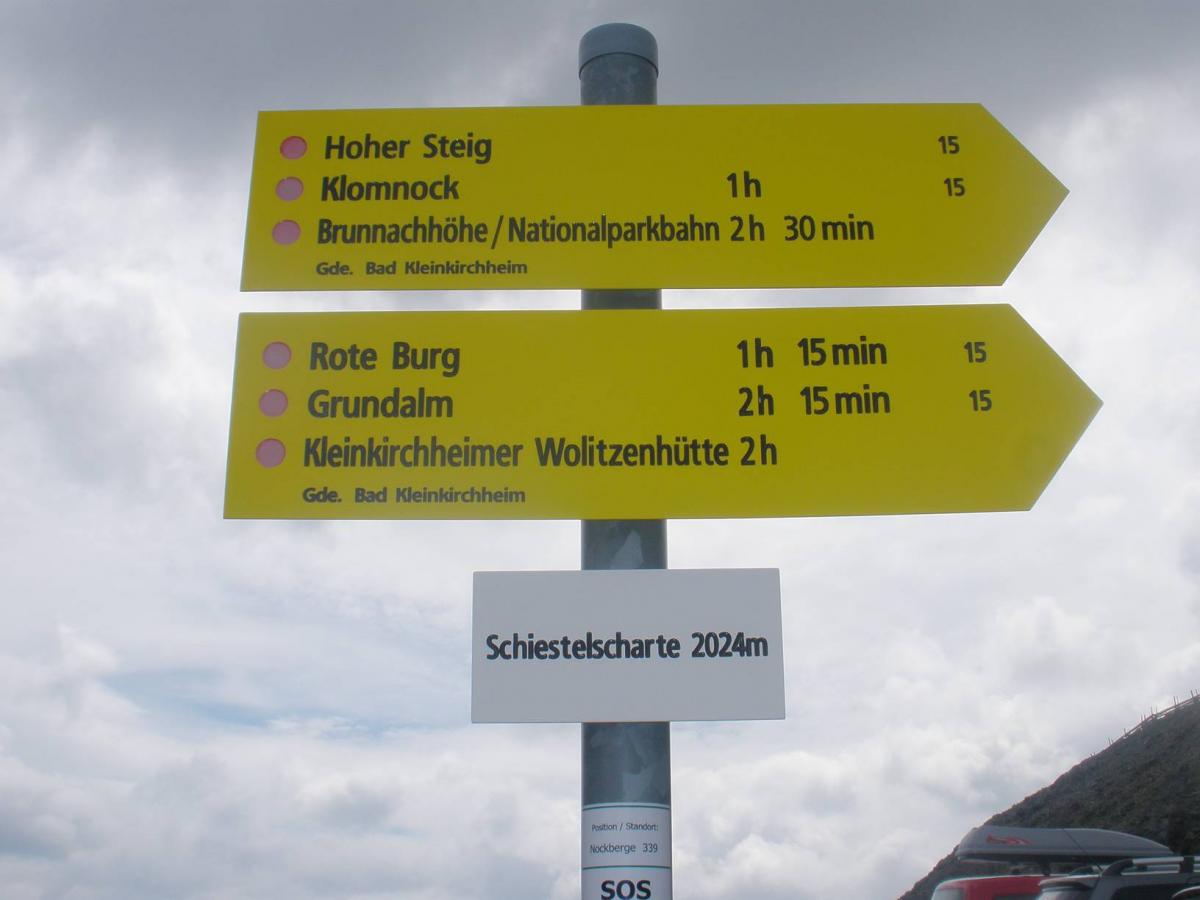 Hoher Steig 15
Klomnock 1h 15
Brunnachhöhe/Nationalparkbahn 2h 30 min
Gde. Bad Kleinkirchheim
Rote Burg 1h 15 min 15
Grundalm 2h 15 min 15
Kleinkirchheimer Wolitzenhütte 2h
Gde. Bad Kleinkirchheim
Schiestelscharte 2024m
Position / Standort:
Nockberge 339
SOS